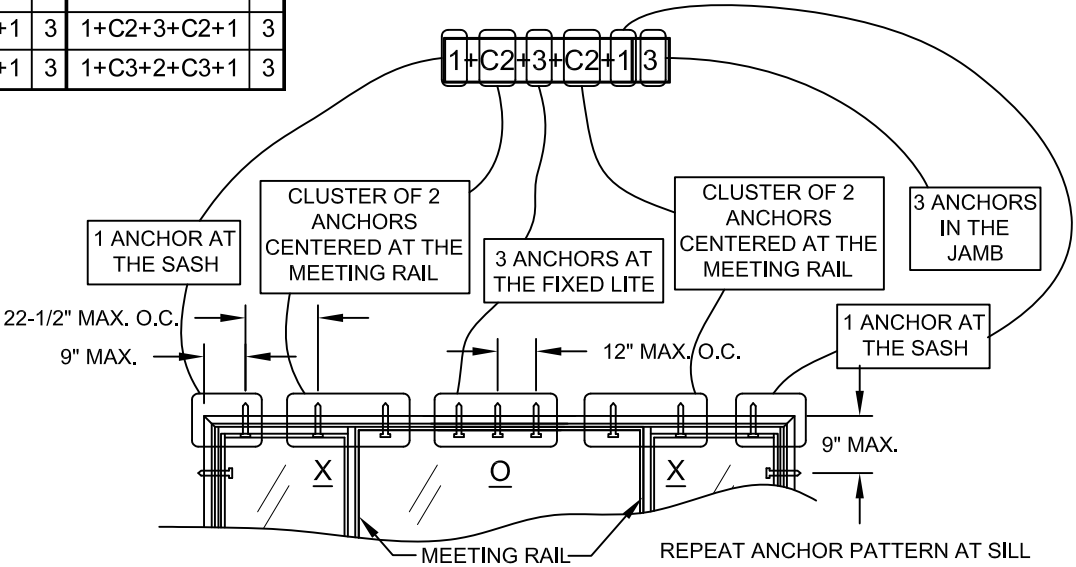 +1 3 1+C2+3+C2+1 3
+1 3 1+C3+2+C3+1 3
1+C2+3+C2+1 3
CLUSTER OF 2
ANCHORS
CENTERED AT THE
MEETING RAIL
CLUSTER OF 2
ANCHORS
CENTERED AT THE
MEETING RAIL
3 ANCHORS
IN THE
JAMB
1 ANCHOR AT
THE SASH
3 ANCHORS AT
THE FIXED LITE
22-1/2" MAX. O.C.
1 ANCHOR AT
THE SASH
9" MAX.
12" MAX. O.C.
9" MAX.
X
O
X
MEETING RAIL
REPEAT ANCHOR PATTERN AT SILL